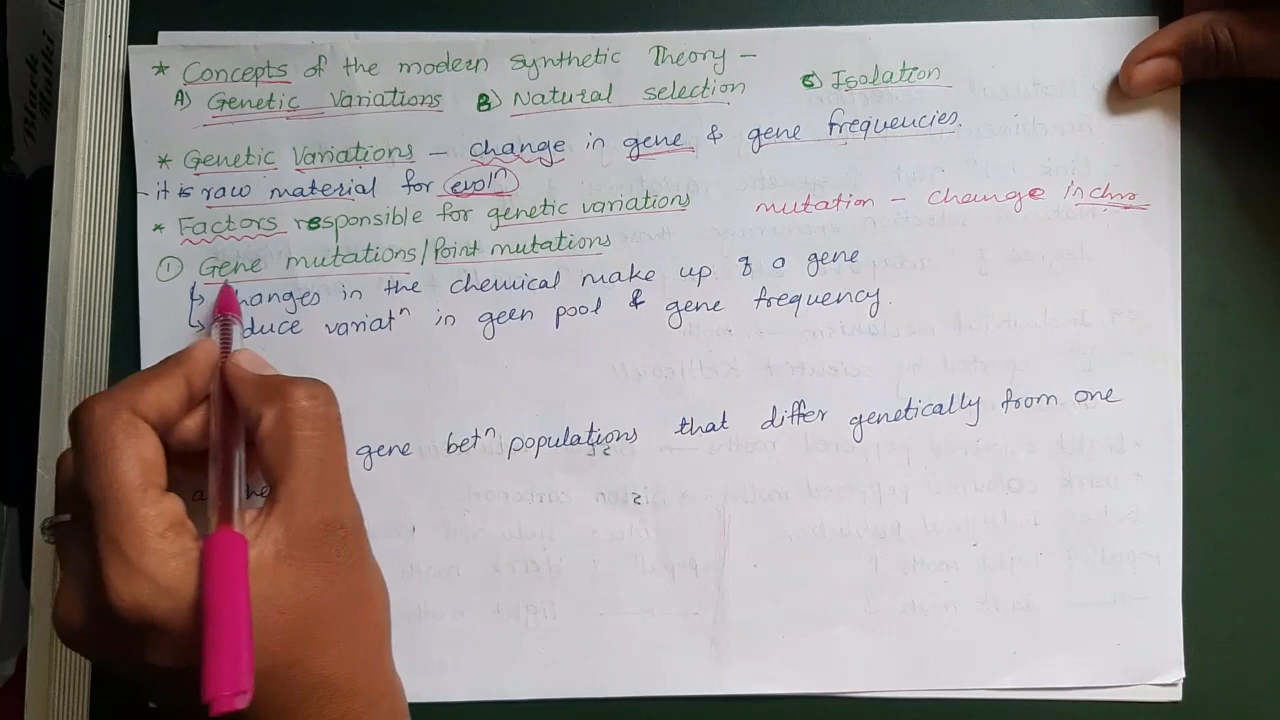 * Concepts of the modern synthetic Theory –
A) Genetic Variations B) Natural selection C) Isolation
* Genetic Variations – change in gene & gene frequencies.
- it is raw material for evolⁿ
* Factors responsible for genetic variations mutation – change in chro
① Gene mutations/Point mutations
↳ changes in the chemical make up of a gene
↳ duce variatⁿ in geen pool & gene frequency.
gene betⁿ populations that differ genetically from one